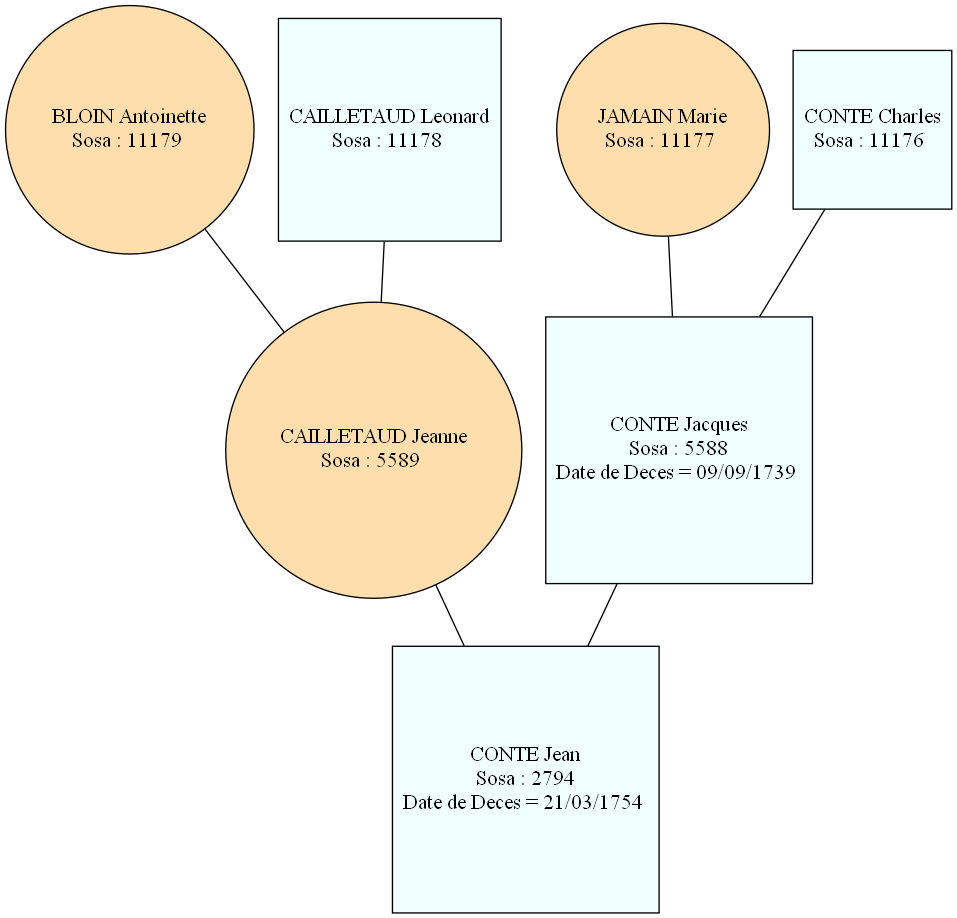 BLOIN Antoinette
Sosa : 11179
CAILLETAUD Leonard
Sosa : 11178
JAMAIN Marie
Sosa : 11177
CONTE Charles
Sosa : 11176
CAILLETAUD Jeanne
Sosa : 5589
CONTE Jacques
Sosa : 5588
Date de Deces = 09/09/1739
CONTE Jean
Sosa : 2794
Date de Deces = 21/03/1754